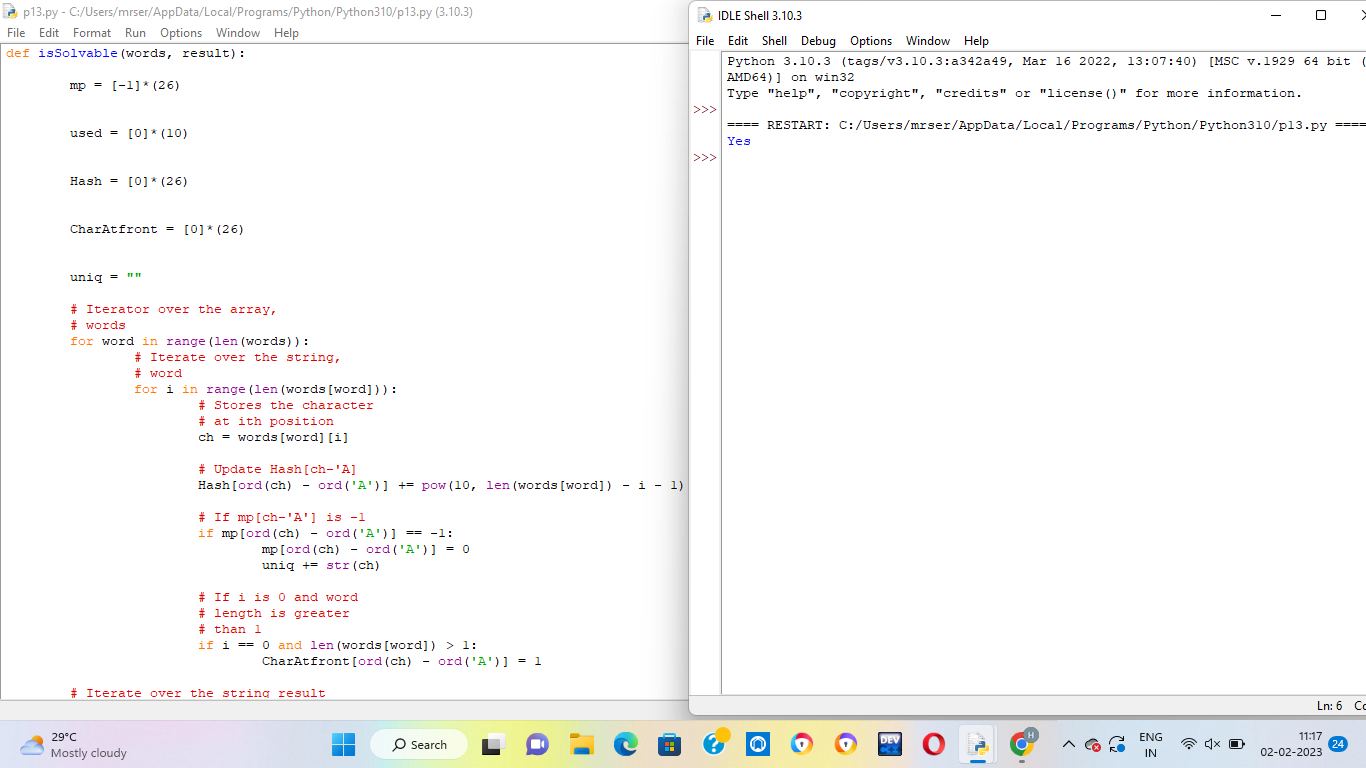 p13.py - C:/Users/mrser/AppData/Local/Programs/Python/Python310/p13.py (3.10.3)
File Edit Format Run Options Window Help
def isSolvable(words, result):
mp = [-1]*(26)
used = [0]*(10)
Hash = [0]*(26)
CharAtfront = [0]*(26)
uniq = ""
# Iterator over the array,
# words
for word in range(len(words)):
# Iterate over the string,
# word
for i in range(len(words[word])):
# Stores the character
# at ith position
ch = words[word][i]
# Update Hash[ch-'A]
Hash[ord(ch) - ord('A')] += pow(10, len(words[word]) - i - 1)
# If mp[ch-'A'] is -1
if mp[ord(ch) - ord('A')] == -1:
mp[ord(ch) - ord('A')] = 0
uniq += str(ch)
# If i is 0 and word
# length is greater
# than 1
if i == 0 and len(words[word]) > 1:
CharAtfront[ord(ch) - ord('A')] = 1
# Iterate over the string result
IDLE Shell 3.10.3
File Edit Shell Debug Options Window Help
Python 3.10.3 (tags/v3.10.3:a342a49, Mar 16 2022, 13:07:40) [MSC v.1929 64 bit (
AMD64)] on win32
Type "help", "copyright", "credits" or "license()" for more information.
>>>
==== RESTART: C:/Users/mrser/AppData/Local/Programs/Python/Python310/p13.py ====
Yes
>>>
Ln: 6 Co
29°C
Mostly cloudy
Search
DEV
H
ENG
IN
11:17
02-02-2023
24